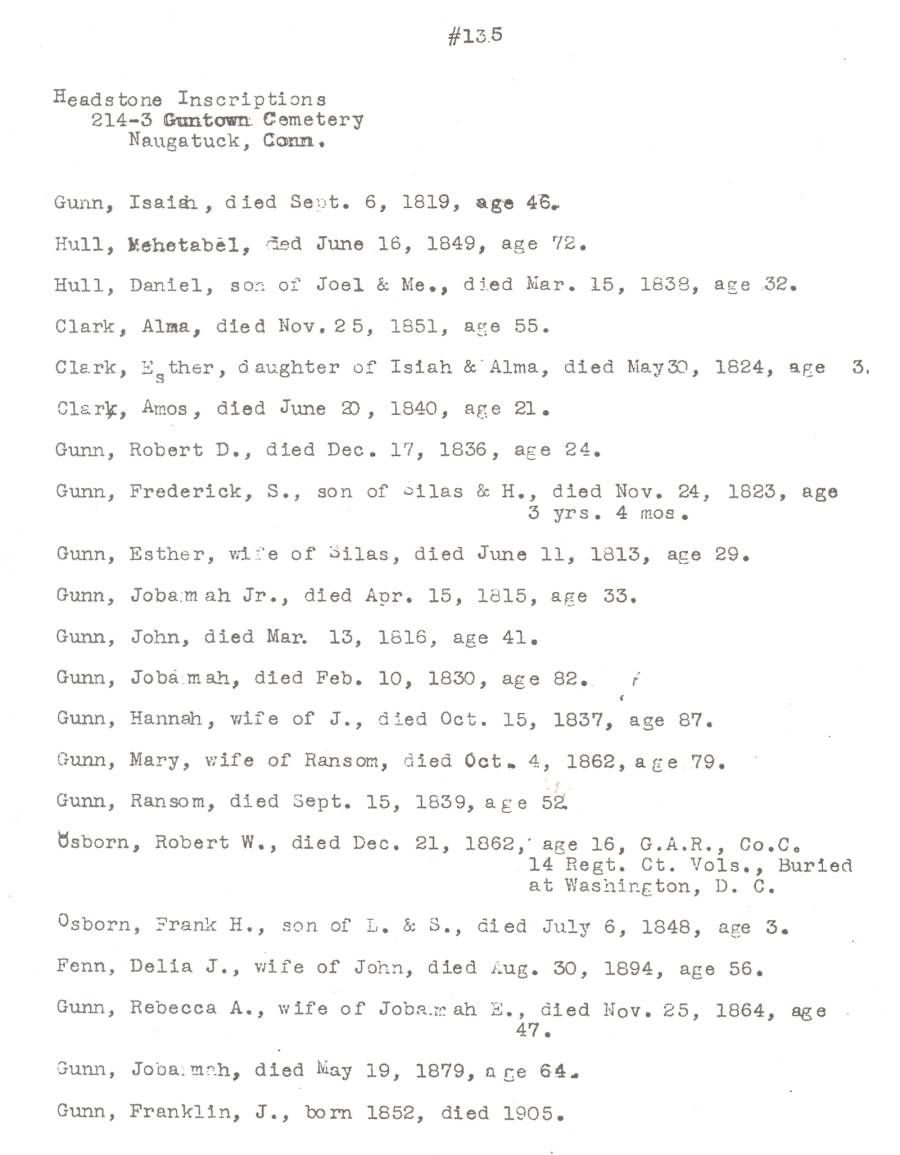 #135
Headstone Inscriptions
214-3 Guntown Cemetery
Naugatuck, Conn.
Gunn, Isaiah, died Sept. 6, 1819, age 46.
Hull, Mehetabel, died June 16, 1849, age 72.
Hull, Daniel, son of Joel & Me., died Mar. 15, 1838, age 32.
Clark, Alma, died Nov. 25, 1851, age 55.
Clark, Esther, daughter of Isiah & Alma, died May 30, 1824, age 3.
Clark, Amos, died June 20, 1840, age 21.
Gunn, Robert D., died Dec. 17, 1836, age 24.
Gunn, Frederick, S., son of Silas & H., died Nov. 24, 1823, age
3 yrs. 4 mos.
Gunn, Esther, wife of Silas, died June 11, 1813, age 29.
Gunn, Jobamah Jr., died Apr. 15, 1815, age 33.
Gunn, John, died Mar. 13, 1816, age 41.
Gunn, Jobamah, died Feb. 10, 1830, age 82.
Gunn, Hannah, wife of J., died Oct. 15, 1837, age 87.
Gunn, Mary, wife of Ransom, died Oct. 4, 1862, age 79.
Gunn, Ransom, died Sept. 15, 1839, age 52.
Osborn, Robert W., died Dec. 21, 1862, age 16, G.A.R., Co.C.
14 Regt. Ct. Vols., Buried
at Washington, D. C.
Osborn, Frank H., son of L. & S., died July 6, 1848, age 3.
Fenn, Delia J., wife of John, died Aug. 30, 1894, age 56.
Gunn, Rebecca A., wife of Jobamah E., died Nov. 25, 1864, age
47.
Gunn, Jobamah, died May 19, 1879, age 64.
Gunn, Franklin, J., born 1852, died 1905.